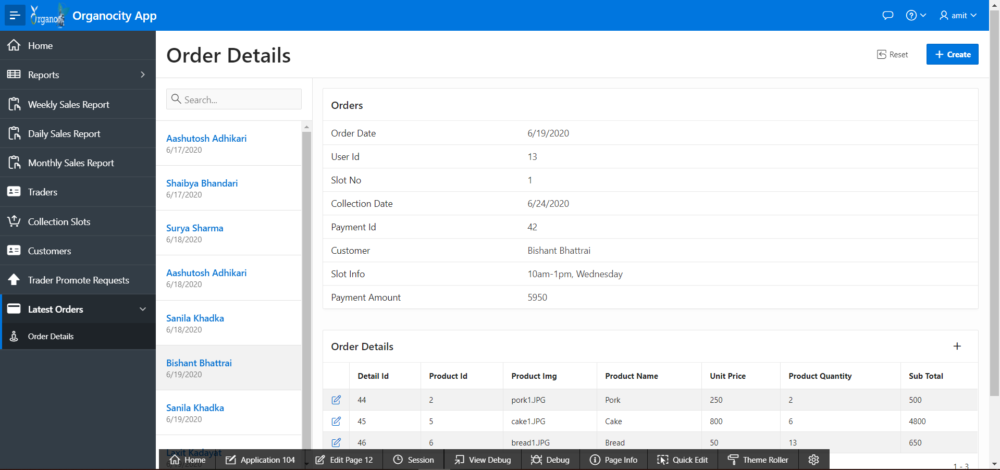 Organo
Organocity App
amit
Home
Reports
Weekly Sales Report
Daily Sales Report
Monthly Sales Report
Traders
Collection Slots
Customers
Trader Promote Requests
Latest Orders
Order Details
Order Details
Reset
Create
Search...
Aashutosh Adhikari
6/17/2020
Shaibya Bhandari
6/17/2020
Surya Sharma
6/18/2020
Aashutosh Adhikari
6/18/2020
Sanila Khadka
6/18/2020
Bishant Bhattrai
6/19/2020
Sanila Khadka
6/19/2020
Laxit Kadayat
6/19/2020
Orders
Order Date 6/19/2020
User Id 13
Slot No 1
Collection Date 6/24/2020
Payment Id 42
Customer Bishant Bhattrai
Slot Info 10am-1pm, Wednesday
Payment Amount 5950
Order Details
Detail Id Product Id Product Img Product Name Unit Price Product Quantity Sub Total
44 2 pork1.JPG Pork 250 2 500
45 5 cake1.JPG Cake 800 6 4800
46 6 bread1.JPG Bread 50 13 650
1 - 3
Home Application 104 Edit Page 12 Session View Debug Debug Page Info Quick Edit Theme Roller